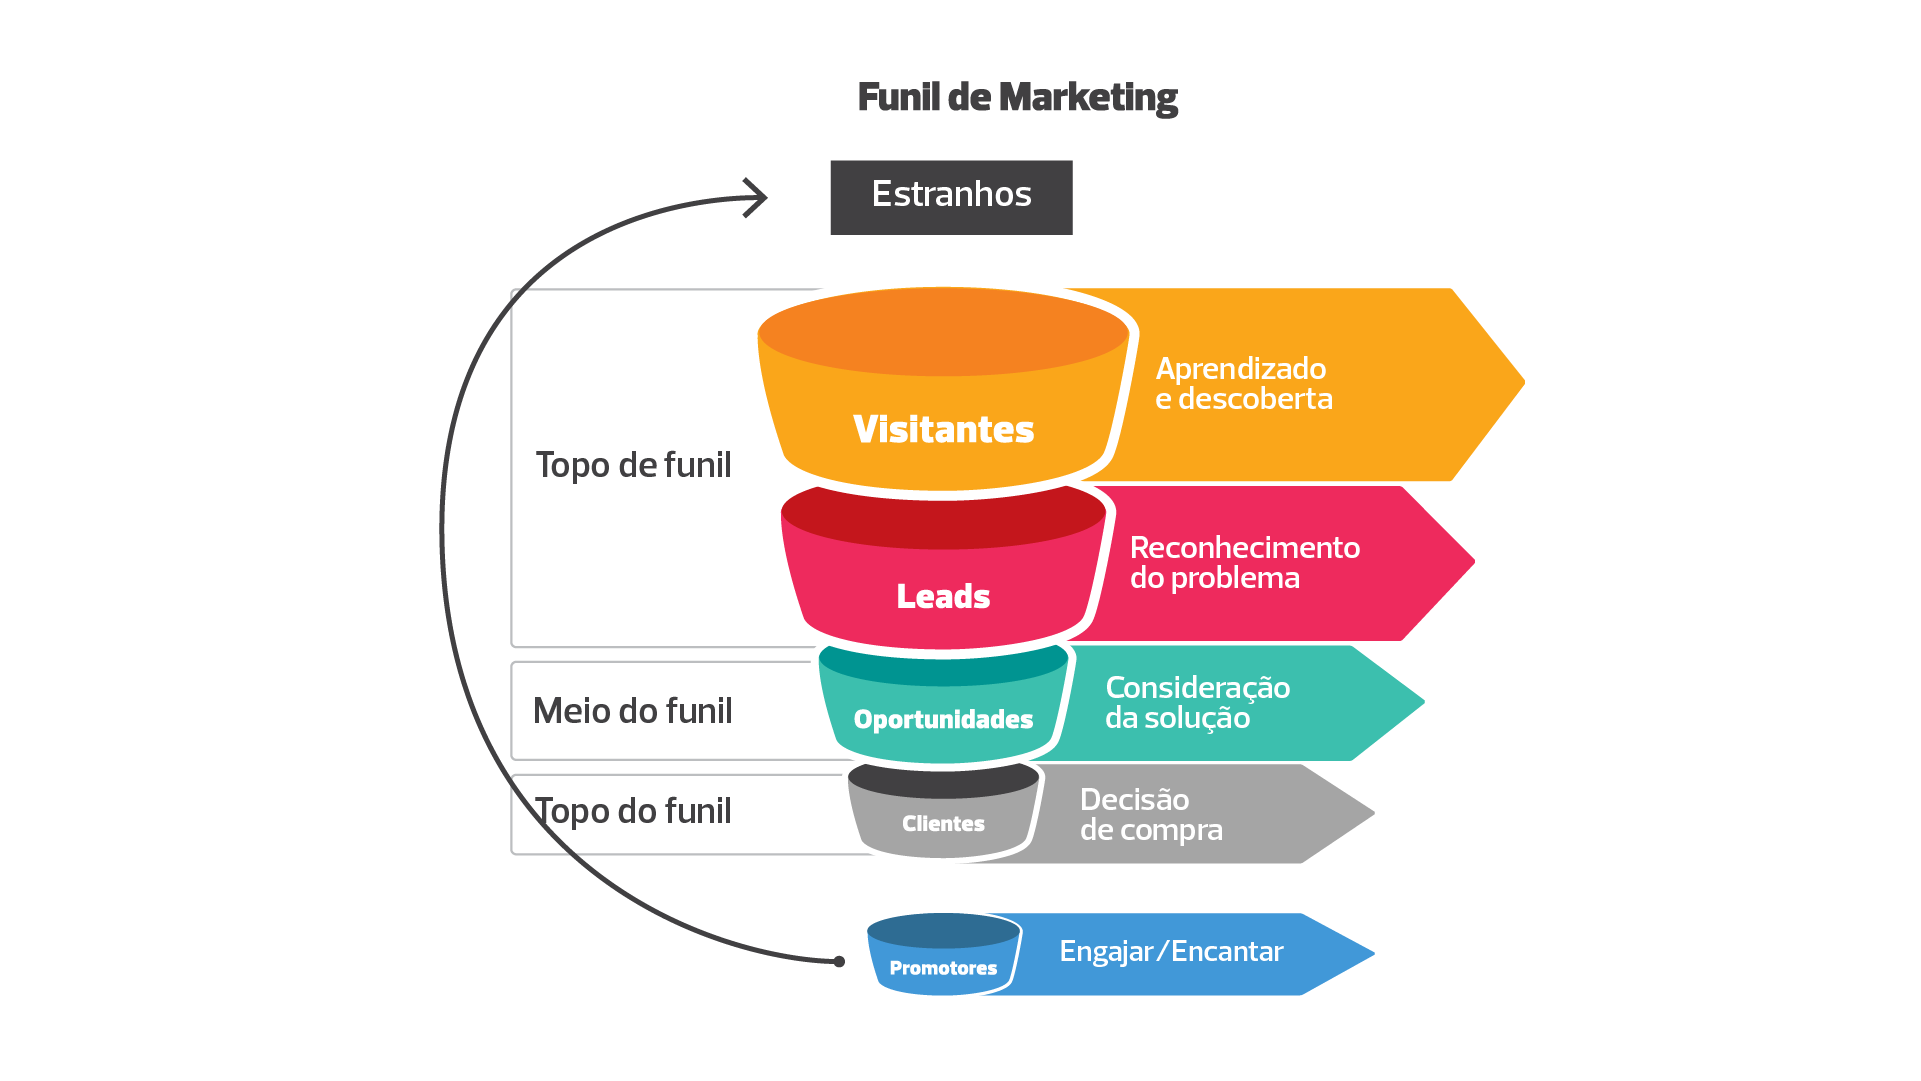 Funil de Marketing
Estranhos
Topo de funil
Visitantes
Aprendizado
e descoberta
Leads
Reconhecimento
do problema
Meio do funil
Oportunidades
Consideração
da solução
Topo do funil
Clientes
Decisão
de compra
Promotores
Engajar/Encantar